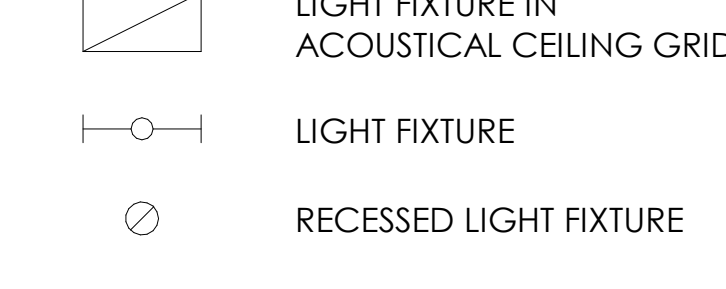 LIGHT FIXTURE IN
ACOUSTICAL CEILING GRID
LIGHT FIXTURE
RECESSED LIGHT FIXTURE